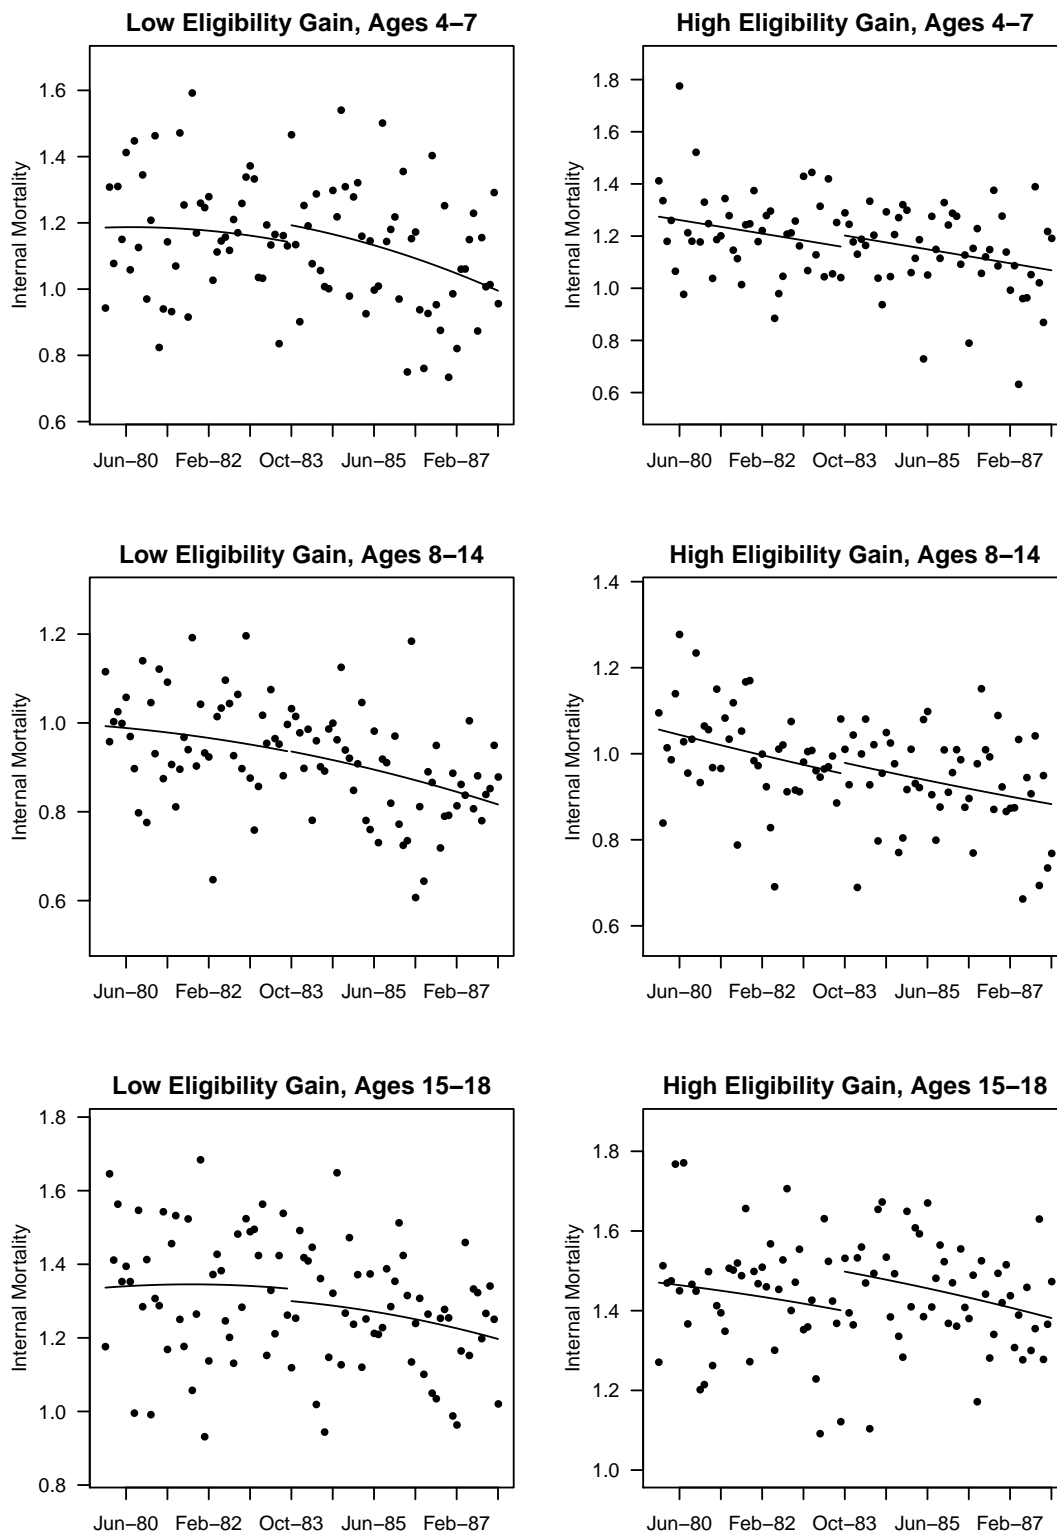 Low Eligibility Gain, Ages 4–7
Internal Mortality
1.6
1.4
1.2
1.0
0.8
0.6
Jun–80 Feb–82 Oct–83 Jun–85 Feb–87
High Eligibility Gain, Ages 4–7
Internal Mortality
1.8
1.6
1.4
1.2
1.0
0.8
0.6
Jun–80 Feb–82 Oct–83 Jun–85 Feb–87
Low Eligibility Gain, Ages 8–14
Internal Mortality
1.2
1.0
0.8
0.6
Jun–80 Feb–82 Oct–83 Jun–85 Feb–87
High Eligibility Gain, Ages 8–14
Internal Mortality
1.4
1.2
1.0
0.8
0.6
Jun–80 Feb–82 Oct–83 Jun–85 Feb–87
Low Eligibility Gain, Ages 15–18
Internal Mortality
1.8
1.6
1.4
1.2
1.0
0.8
Jun–80 Feb–82 Oct–83 Jun–85 Feb–87
High Eligibility Gain, Ages 15–18
Internal Mortality
1.8
1.6
1.4
1.2
1.0
Jun–80 Feb–82 Oct–83 Jun–85 Feb–87